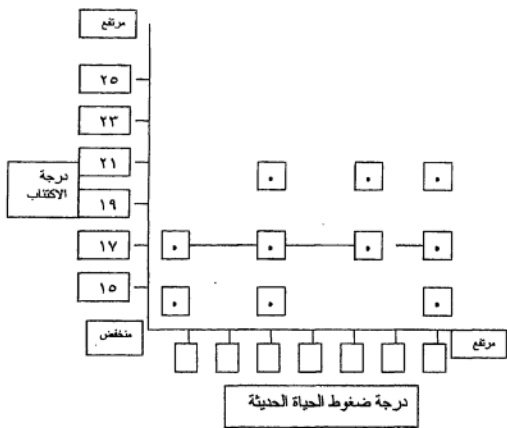 مرتفع
٢٥
٢٣
٢١
درجة
الاكتئاب
١٩
١٧
١٥
منخفض
مرتفع
درجة ضغوط الحياة الحديثة